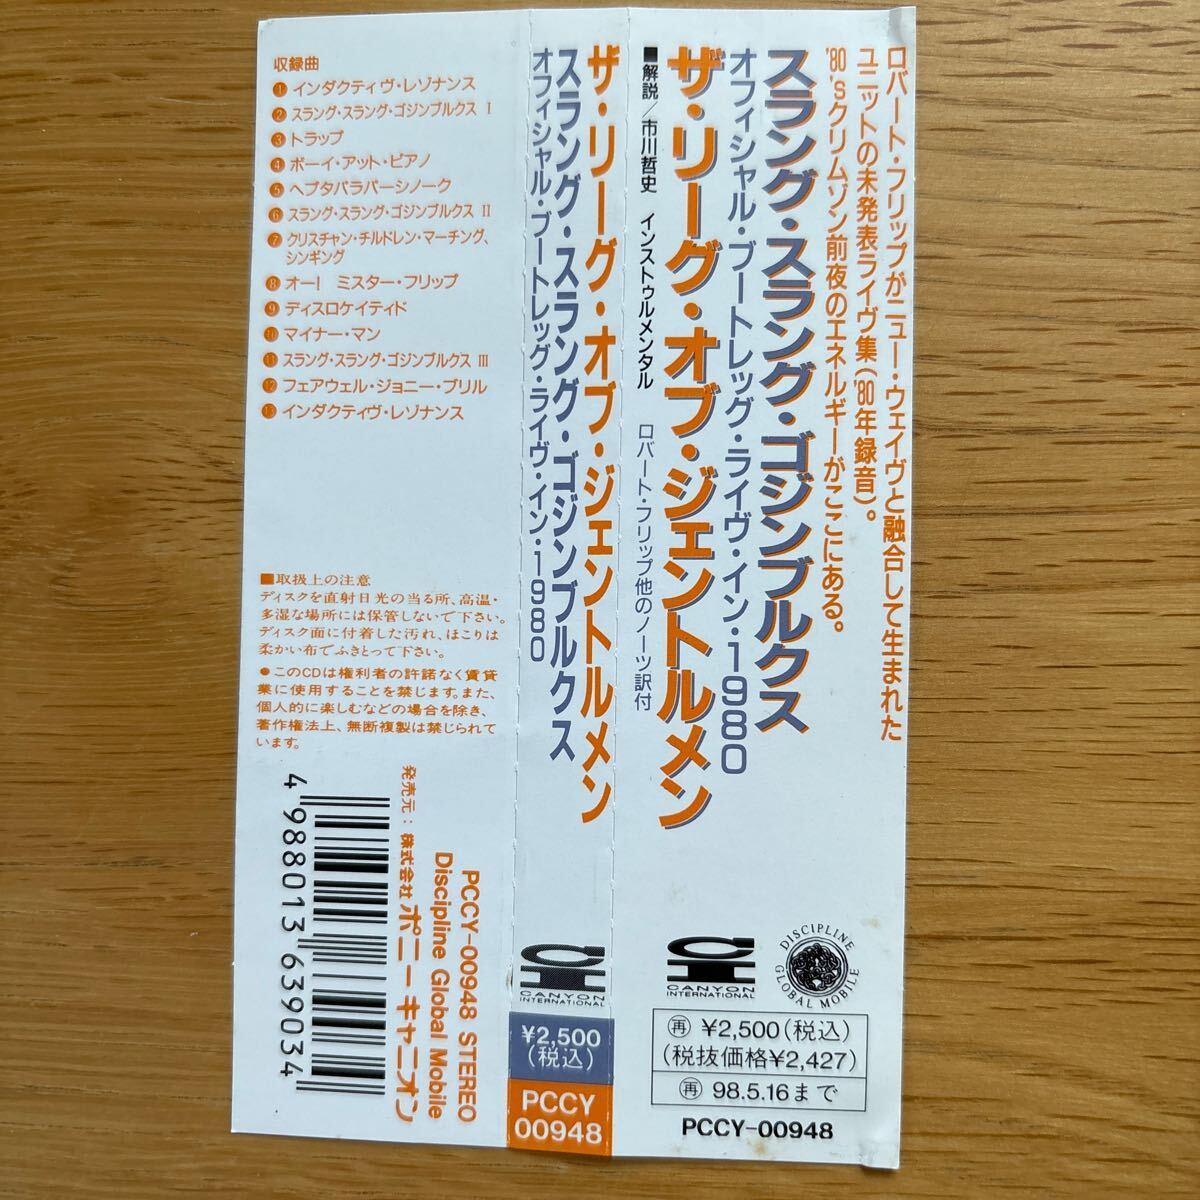 ロバート・フリップがニュー・ウェイヴと融合して生まれた
ユニットの未発表ライヴ集('80年録音)。
'80.sクリムゾン前夜のエネルギーがここにある。
スラング・スラング・ゴジンブルクス
オフィシャル・ブートレッグ・ライヴ・イン・1980
ザ・リーグ・オブ・ジェントルメン
■解説／市川哲史 インストゥルメンタル ロバート・フリップ他のノーツ訳付
CANYON
INTERNATIONAL
DISCIPLINE
GLOBAL MOBILE
再 ¥2,500(税込)
(税抜価格¥2,427)
再 98.5.16まで
PCCY-00948
ザ・リーグ・オブ・ジェントルメン
スラング・スラング・ゴジンブルクス
オフィシャル・ブートレッグ・ライヴ・イン・1980
CANYON
INTERNATIONAL
¥2,500
(税込)
PCCY
00948
収録曲
1 インダクティヴ・レゾナンス
2 スラング・スラング・ゴジンブルクス I
3 トラップ
4 ボーイ・アット・ピアノ
5 ヘプタパラパーシノーク
6 スラング・スラング・ゴジンブルクス II
7 クリスチャン・チルドレン・マーチング、
シンギング
8 オー！ ミスター・フリップ
9 ディスロケイティド
10 マイナー・マン
11 スラング・スラング・ゴジンブルクス III
12 フェアウェル・ジョニー・ブリル
13 インダクティヴ・レゾナンス
■取扱上の注意
ディスクを直射日光の当る所、高温・
多湿な場所には保管しないで下さい。
ディスク面に付着した汚れ、ほこりは
柔かい布でふきとって下さい。
●このCDは権利者の許諾なく賃貸
業に使用することを禁じます。また、
個人的に楽しむなどの場合を除き、
著作権法上、無断複製は禁じられて
います。
PCCY-00948 STEREO
Discipline Global Mobile
発売元：株式会社ポニーキャニオン
4 988013 639034